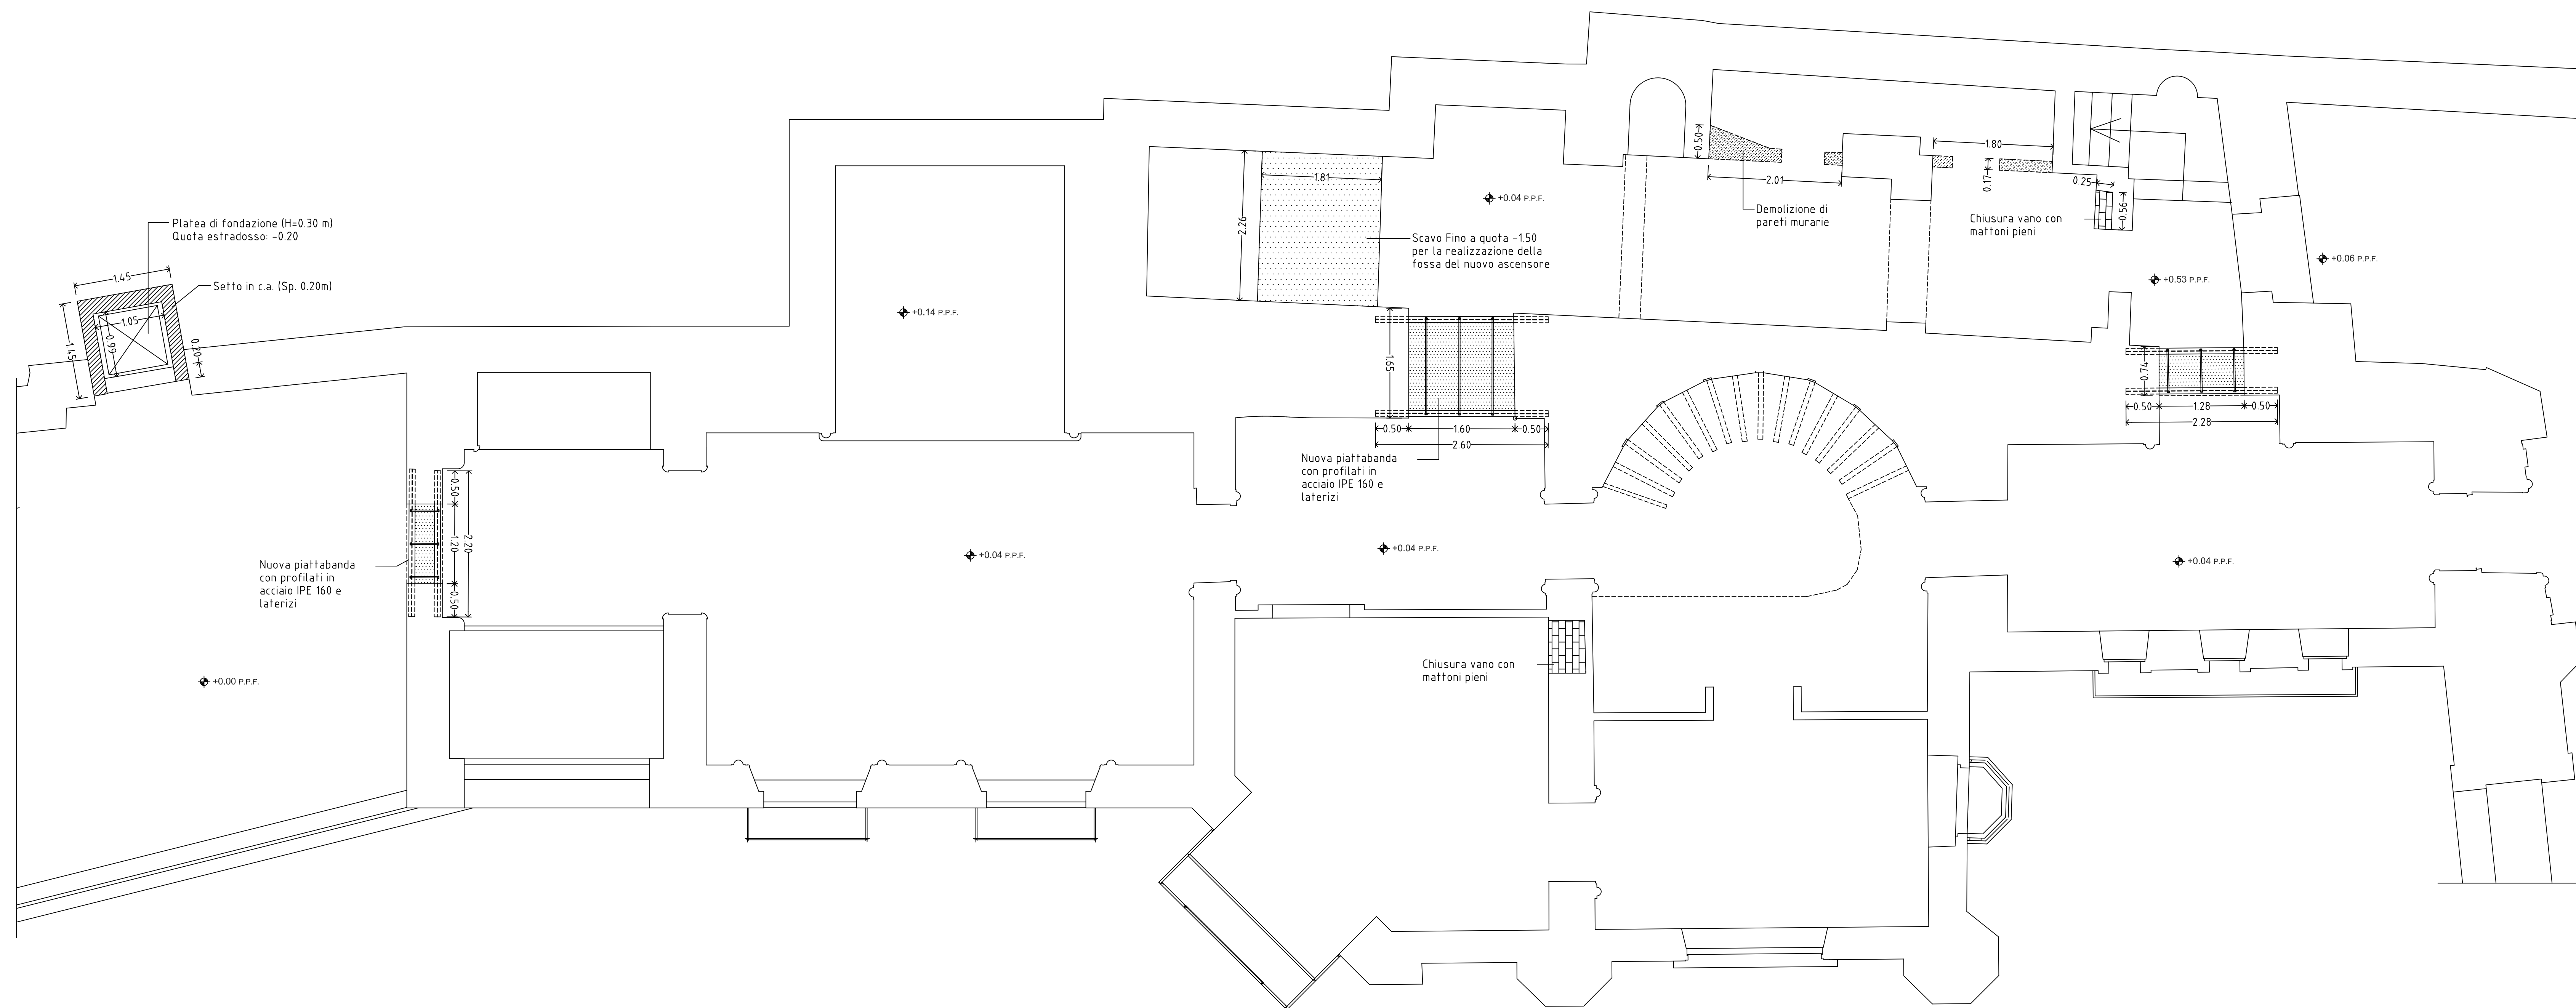 Platea di fondazione (H=0.30 m)
Quota estradosso: -0.20
Setto in c.a. (Sp. 0.20m)
1.45
1.45
1.05
0.99
0.20
+0.14 P.P.F.
2.26
1.81
Scavo Fino a quota -1.50
per la realizzazione della
fossa del nuovo ascensore
+0.04 P.P.F.
0.50
2.01
Demolizione di
pareti murarie
1.80
0.17
0.25
0.56
Chiusura vano con
mattoni pieni
+0.53 P.P.F.
+0.06 P.P.F.
1.65
0.50
1.60
0.50
2.60
Nuova piattabanda
con profilati in
acciaio IPE 160 e
laterizi
0.74
0.50
1.28
0.50
2.28
0.50
1.20
0.50
2.20
Nuova piattabanda
con profilati in
acciaio IPE 160 e
laterizi
+0.04 P.P.F.
+0.04 P.P.F.
+0.04 P.P.F.
+0.00 P.P.F.
Chiusura vano con
mattoni pieni